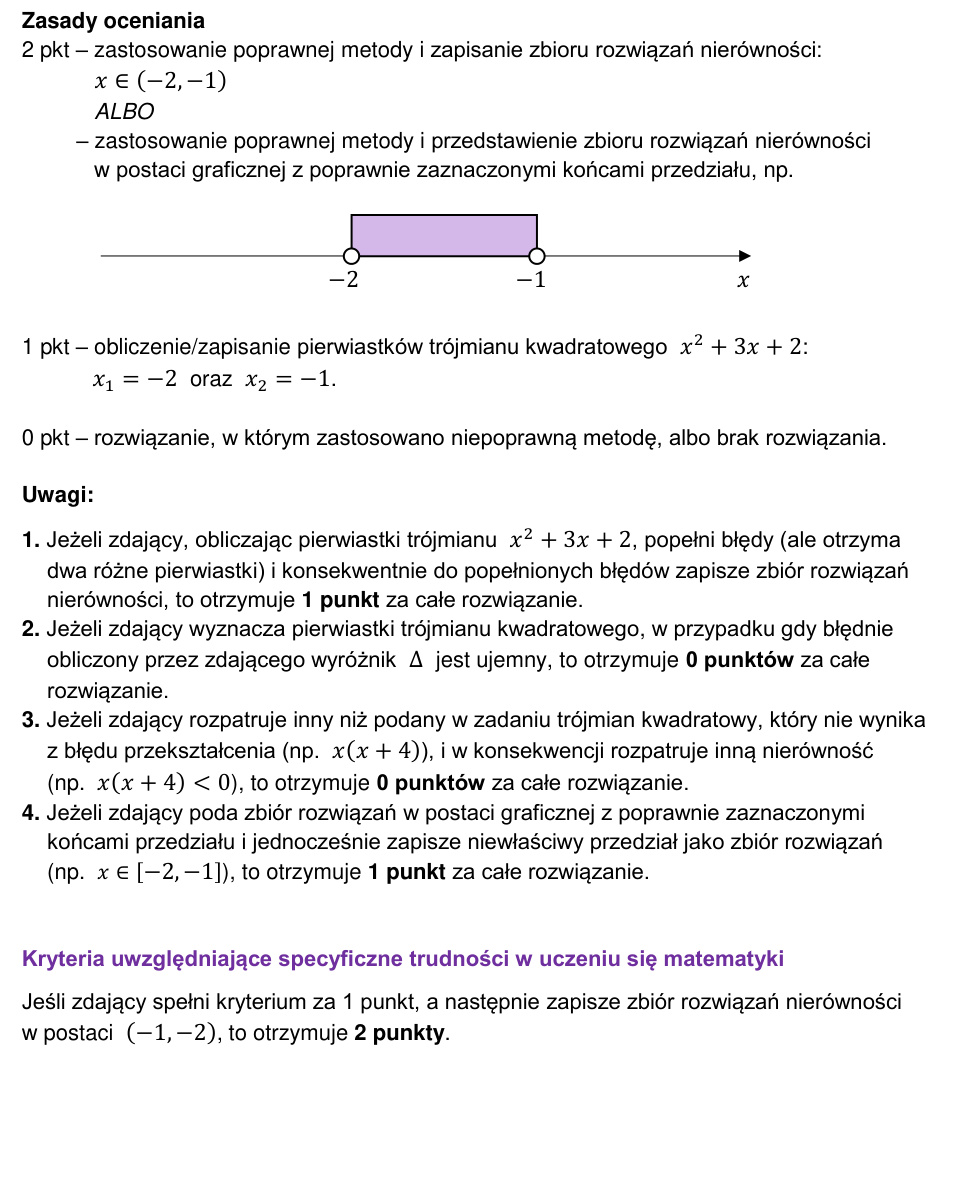 Zasady oceniania
2 pkt – zastosowanie poprawnej metody i zapisanie zbioru rozwiązań nierówności:
x ∈ (−2, −1)
ALBO
– zastosowanie poprawnej metody i przedstawienie zbioru rozwiązań nierówności
w postaci graficznej z poprawnie zaznaczonymi końcami przedziału, np.
−2 −1 x
1 pkt – obliczenie/zapisanie pierwiastków trójmianu kwadratowego x² + 3x + 2:
x₁ = −2 oraz x₂ = −1.
0 pkt – rozwiązanie, w którym zastosowano niepoprawną metodę, albo brak rozwiązania.
Uwagi:
1. Jeżeli zdający, obliczając pierwiastki trójmianu x² + 3x + 2, popełni błędy (ale otrzyma
dwa różne pierwiastki) i konsekwentnie do popełnionych błędów zapisze zbiór rozwiązań
nierówności, to otrzymuje 1 punkt za całe rozwiązanie.
2. Jeżeli zdający wyznacza pierwiastki trójmianu kwadratowego, w przypadku gdy błędnie
obliczony przez zdającego wyróżnik Δ jest ujemny, to otrzymuje 0 punktów za całe
rozwiązanie.
3. Jeżeli zdający rozpatruje inny niż podany w zadaniu trójmian kwadratowy, który nie wynika
z błędu przekształcenia (np. x(x + 4)), i w konsekwencji rozpatruje inną nierówność
(np. x(x + 4) < 0), to otrzymuje 0 punktów za całe rozwiązanie.
4. Jeżeli zdający poda zbiór rozwiązań w postaci graficznej z poprawnie zaznaczonymi
końcami przedziału i jednocześnie zapisze niewłaściwy przedział jako zbiór rozwiązań
(np. x ∈ [−2, −1]), to otrzymuje 1 punkt za całe rozwiązanie.
Kryteria uwzględniające specyficzne trudności w uczeniu się matematyki
Jeśli zdający spełni kryterium za 1 punkt, a następnie zapisze zbiór rozwiązań nierówności
w postaci (−1, −2), to otrzymuje 2 punkty.